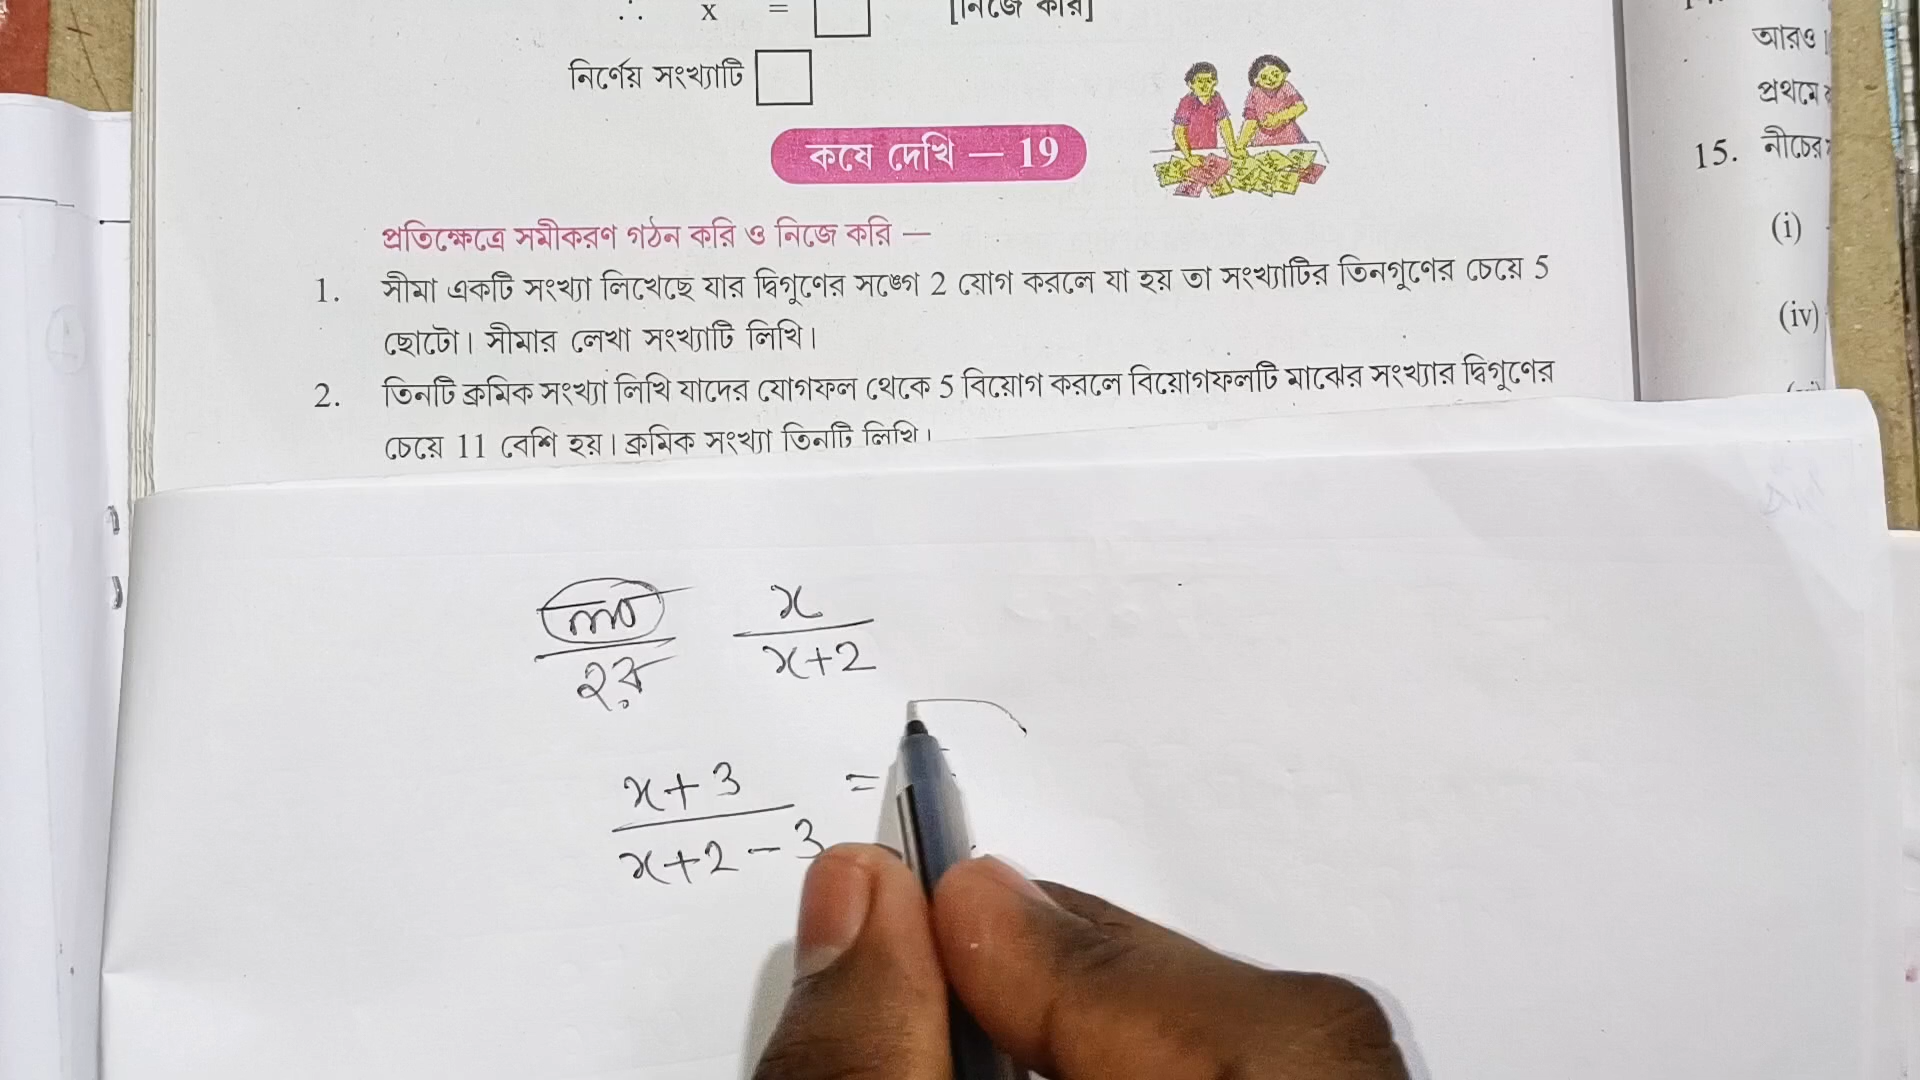 ∴ x = [নিজে করি]
নির্ণেয় সংখ্যাটি
কষে দেখি — 19
প্রতিক্ষেত্রে সমীকরণ গঠন করি ও নিজে করি —
1. সীমা একটি সংখ্যা লিখেছে যার দ্বিগুণের সঙ্গে 2 যোগ করলে যা হয় তা সংখ্যাটির তিনগুণের চেয়ে 5
ছোটো। সীমার লেখা সংখ্যাটি লিখি।
2. তিনটি ক্রমিক সংখ্যা লিখি যাদের যোগফল থেকে 5 বিয়োগ করলে বিয়োগফলটি মাঝের সংখ্যার দ্বিগুণের
চেয়ে 11 বেশি হয়। ক্রমিক সংখ্যা তিনটি লিখি।
আরও
প্রথমে
15. নীচের
(i)
(iv)
লব
হর
x
x+2
x+3 =
x+2-3